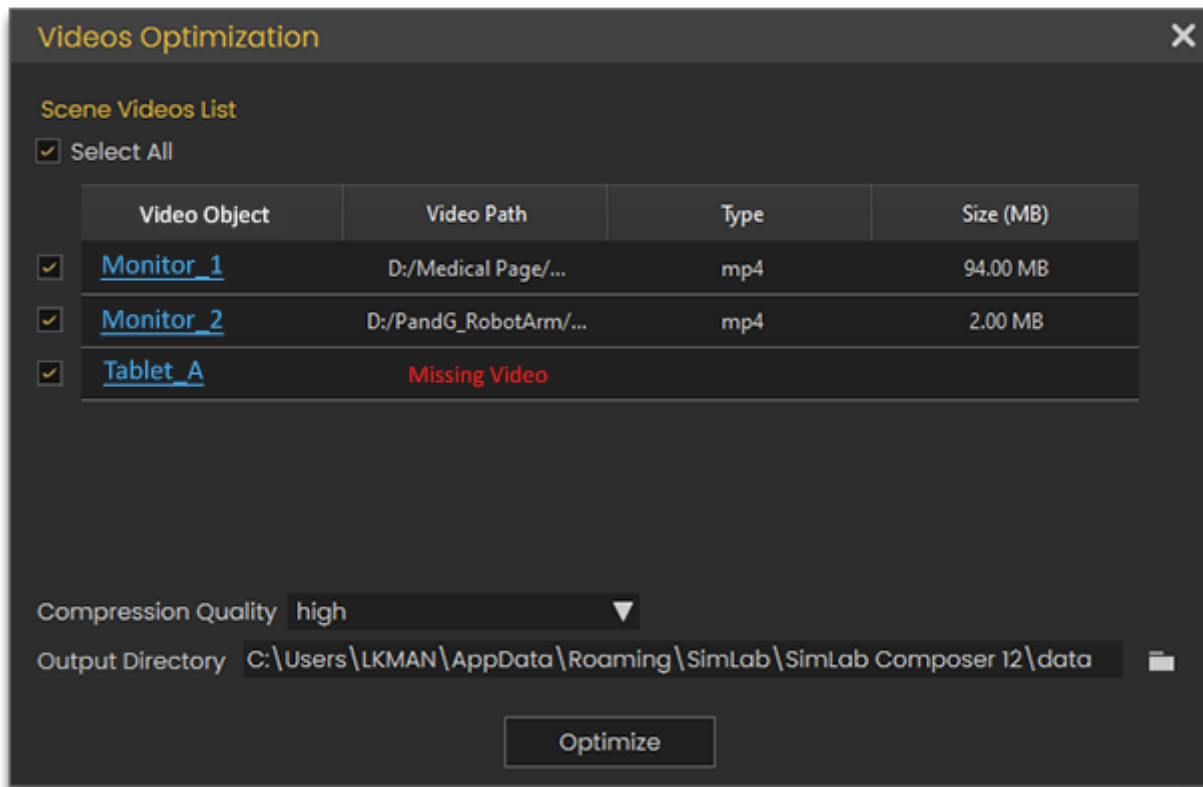 Videos Optimization
Scene Videos List
Select All
Video Object Video Path Type Size (MB)
Monitor_1 D:/Medical Page/... mp4 94.00 MB
Monitor_2 D:/PandG_RobotArm/... mp4 2.00 MB
Tablet_A Missing Video
Compression Quality high
Output Directory C:\Users\LKMAN\AppData\Roaming\SimLab\SimLab Composer 12\data
Optimize